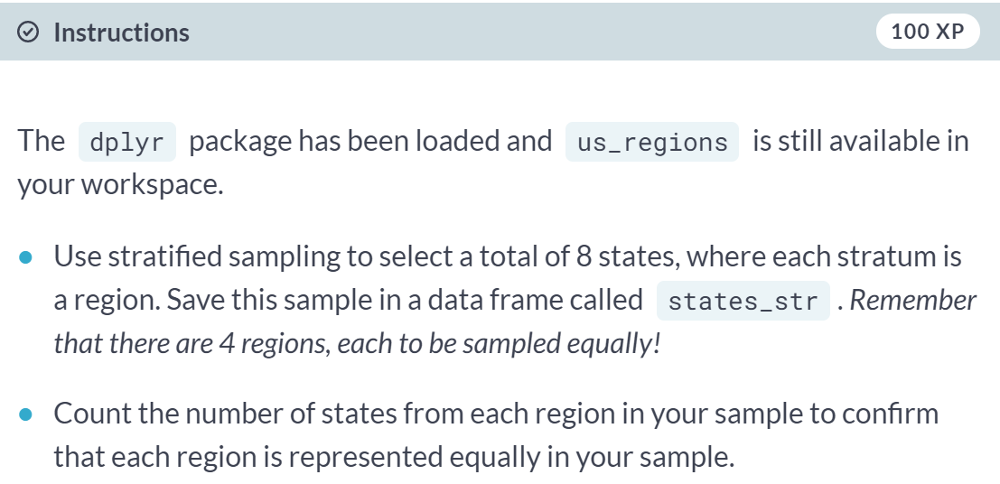 Instructions
100 XP
The dplyr package has been loaded and us_regions is still available in
your workspace.
Use stratified sampling to select a total of 8 states, where each stratum is
a region. Save this sample in a data frame called states_str . Remember
that there are 4 regions, each to be sampled equally!
Count the number of states from each region in your sample to confirm
that each region is represented equally in your sample.